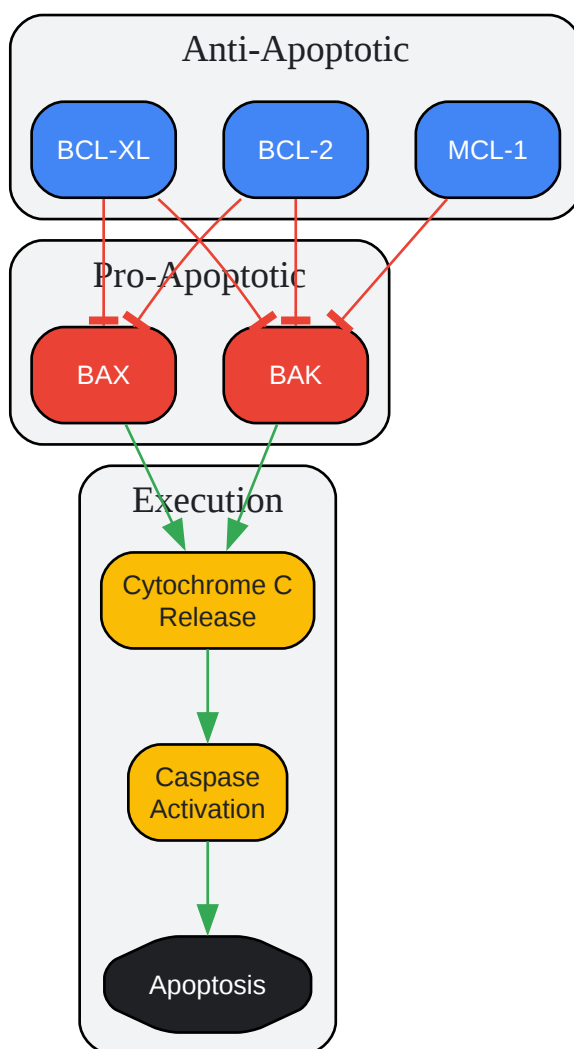 Anti-Apoptotic
BCL-XL
BCL-2
MCL-1
Pro-Apoptotic
BAX
BAK
Execution
Cytochrome C
Release
Caspase
Activation
Apoptosis